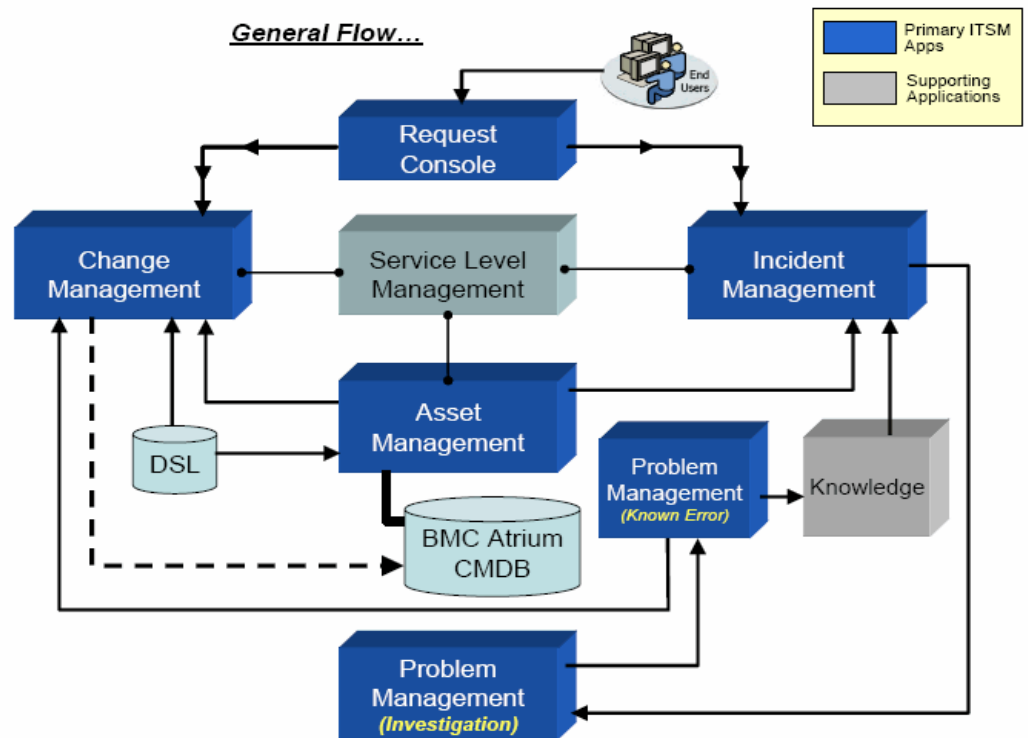 General Flow...
End
Users
Primary ITSM
Apps
Supporting
Applications
Request
Console
Change
Management
Service Level
Management
Incident
Management
Asset
Management
DSL
BMC Atrium
CMDB
Problem
Management
(Known Error)
Knowledge
Problem
Management
(Investigation)